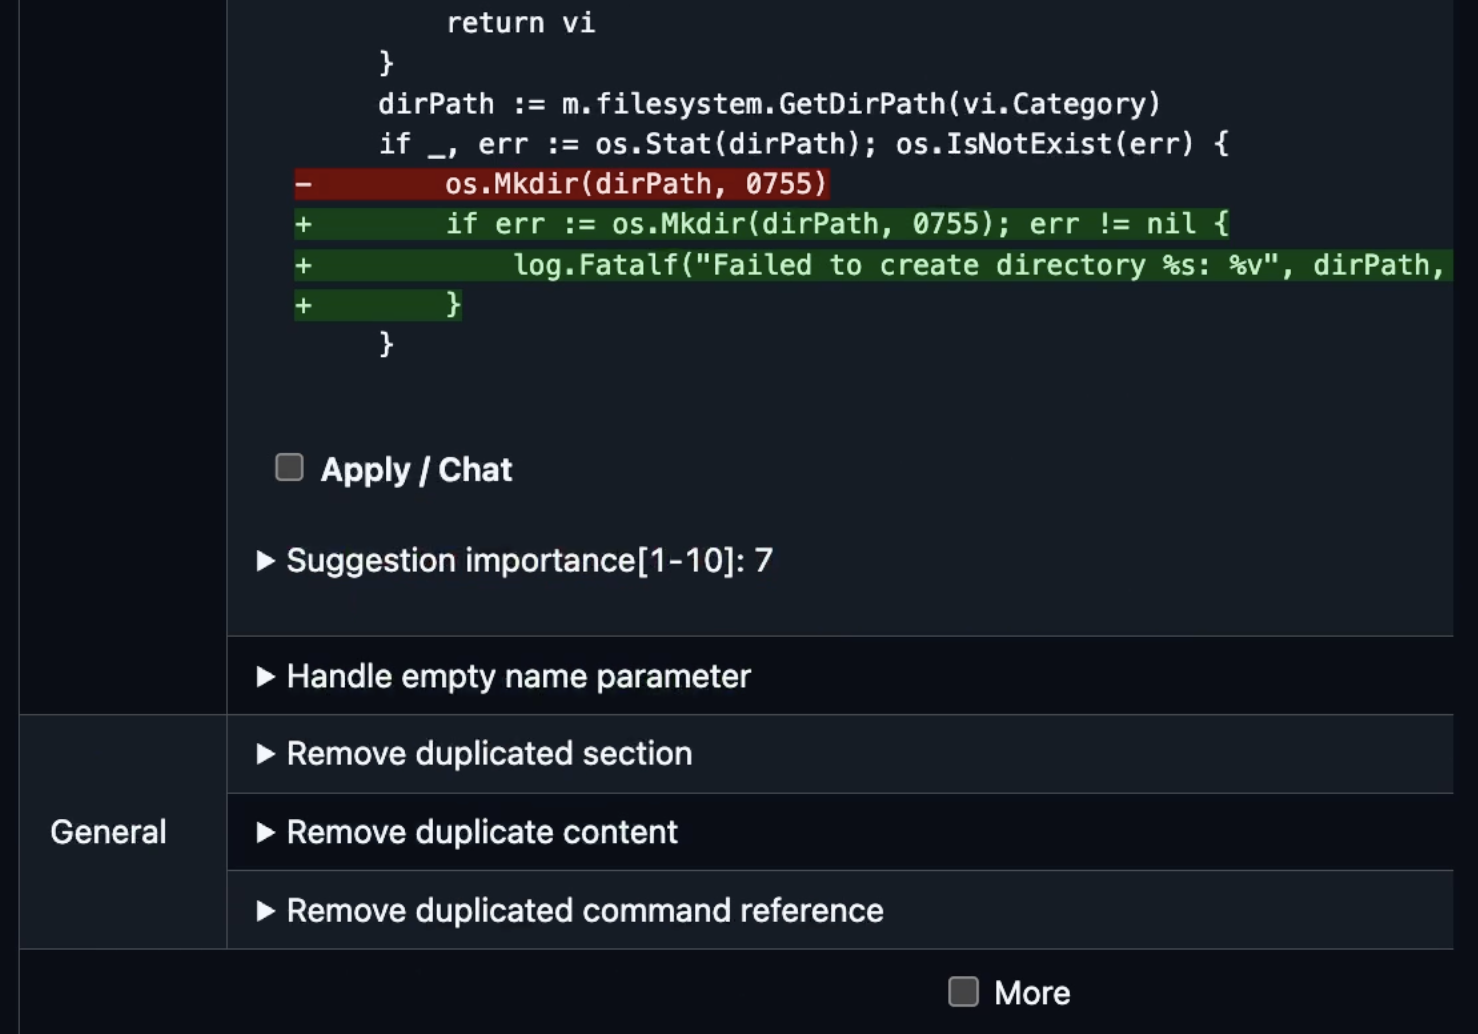 return vi
}
dirPath := m.filesystem.GetDirPath(vi.Category)
if _, err := os.Stat(dirPath); os.IsNotExist(err) {
- os.Mkdir(dirPath, 0755)
+ if err := os.Mkdir(dirPath, 0755); err != nil {
+ log.Fatalf("Failed to create directory %s: %v", dirPath,
+ }
}
Apply / Chat
▶ Suggestion importance[1-10]: 7
▶ Handle empty name parameter
General
▶ Remove duplicated section
▶ Remove duplicate content
▶ Remove duplicated command reference
More